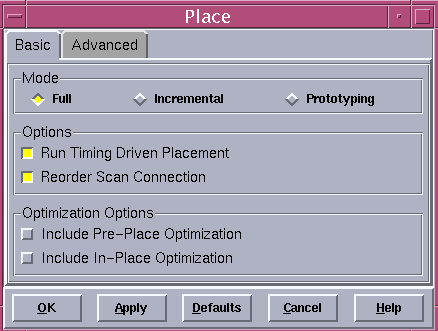 Place
Basic Advanced
Mode
Full Incremental Prototyping
Options
Run Timing Driven Placement
Reorder Scan Connection
Optimization Options
Include Pre-Place Optimization
Include In-Place Optimization
OK Apply Defaults Cancel Help